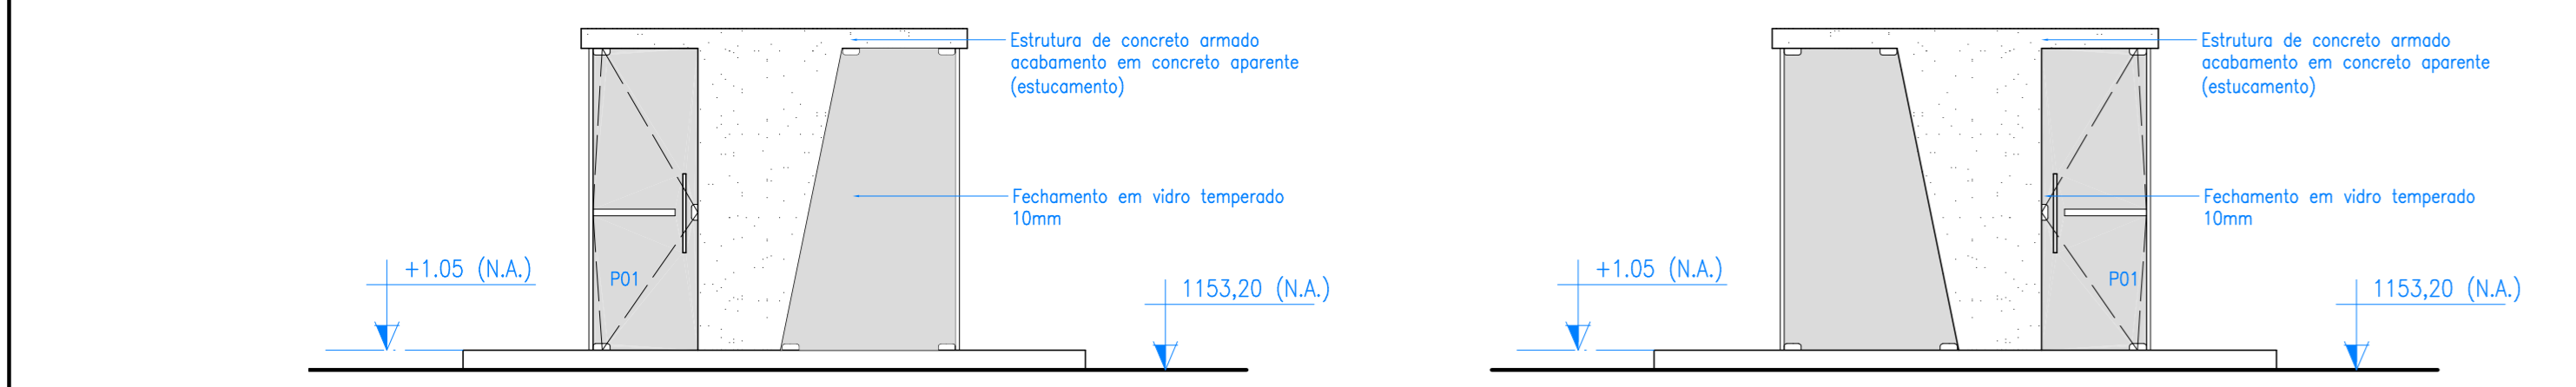 Estrutura de concreto armado
acabamento em concreto aparente
(estucamento)
Fechamento em vidro temperado
10mm
P01
+1.05 (N.A.)
1153,20 (N.A.)
Estrutura de concreto armado
acabamento em concreto aparente
(estucamento)
Fechamento em vidro temperado
10mm
+1.05 (N.A.)
P01
1153,20 (N.A.)